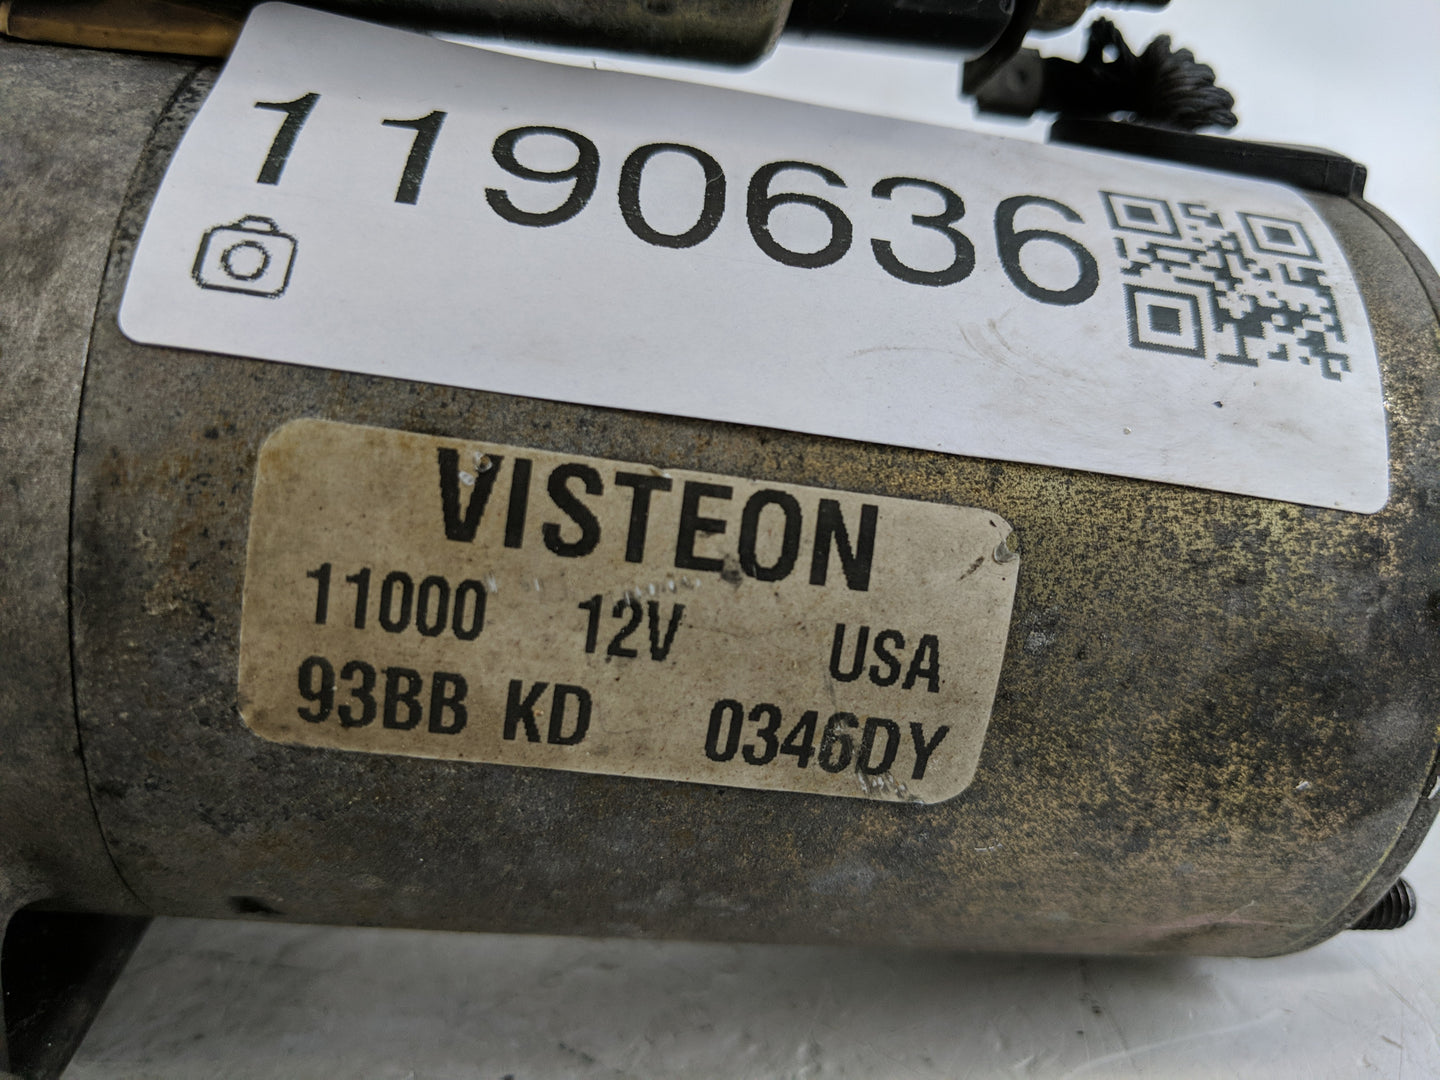 1190636
VISTEON
11000 12V USA
93BB KD 0346DY